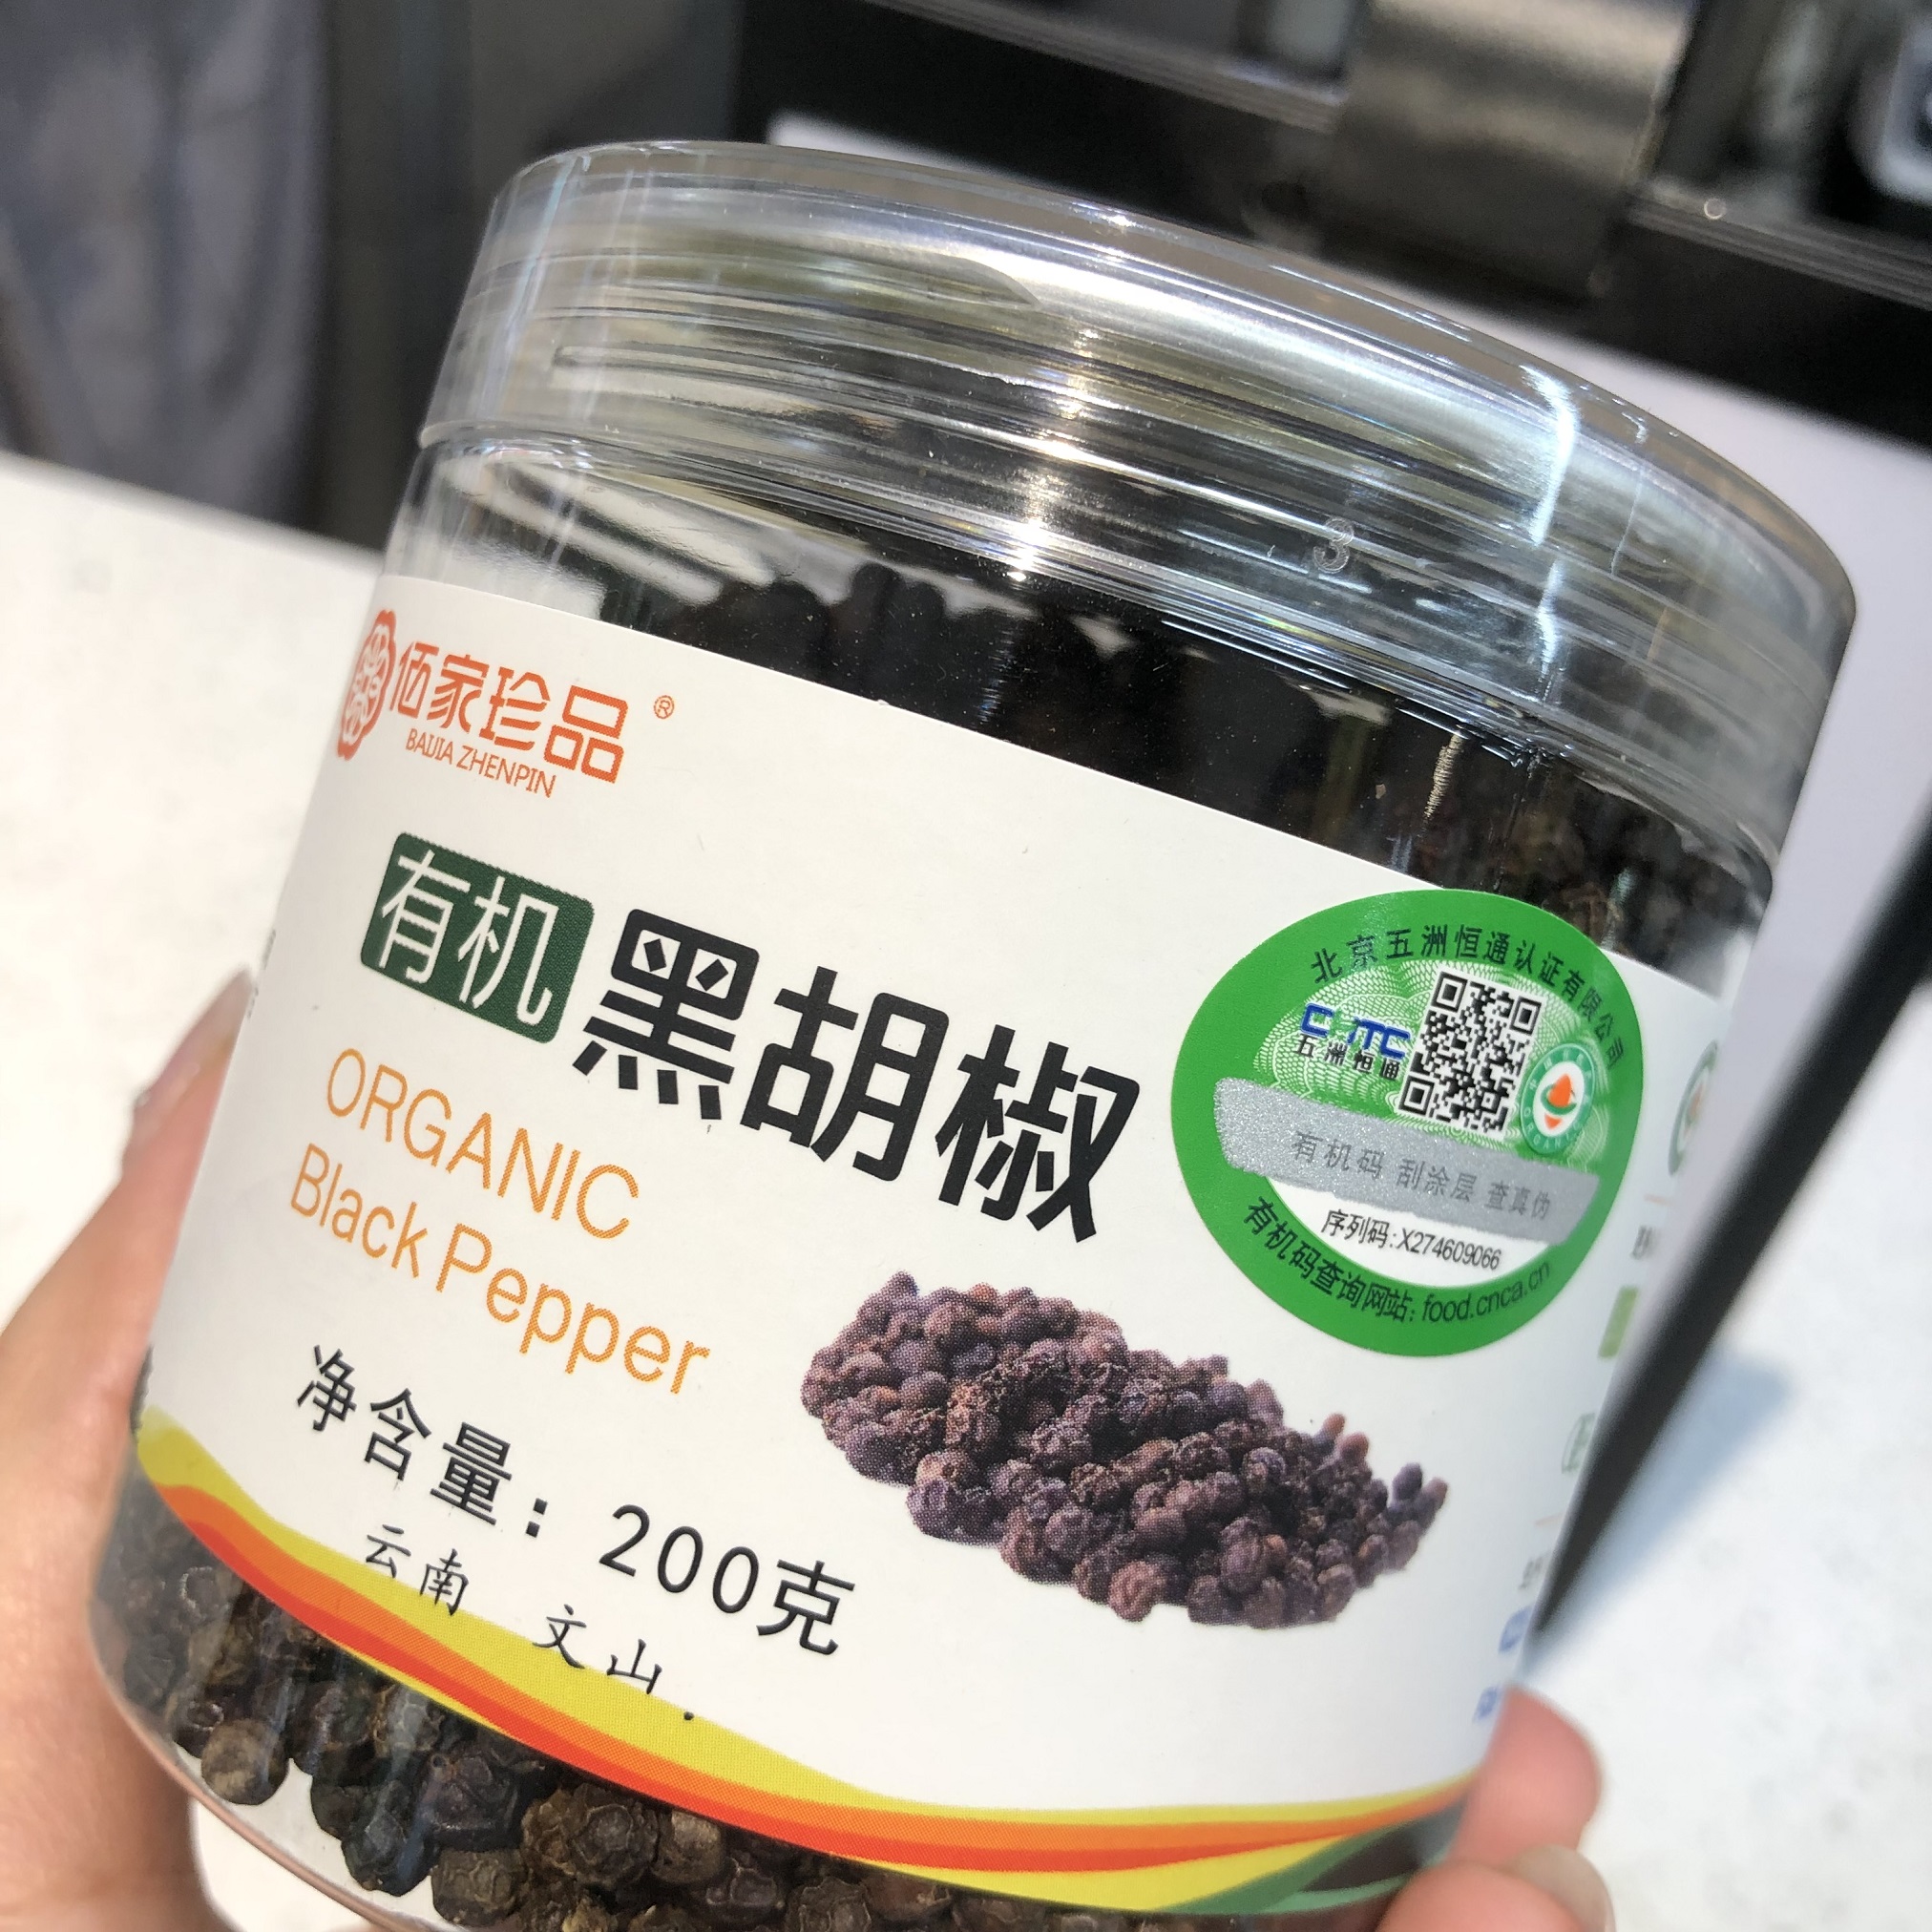 佰家珍品®
BAIJIA ZHENPIN
有机 黑胡椒
ORGANIC
Black Pepper
净含量：200克
云南 文山
北京五洲恒通认证有限公司
五洲恒通
有机码 刮涂层 查真伪
序列码:X274609066
有机码查询网站: food.cnca.cn
3